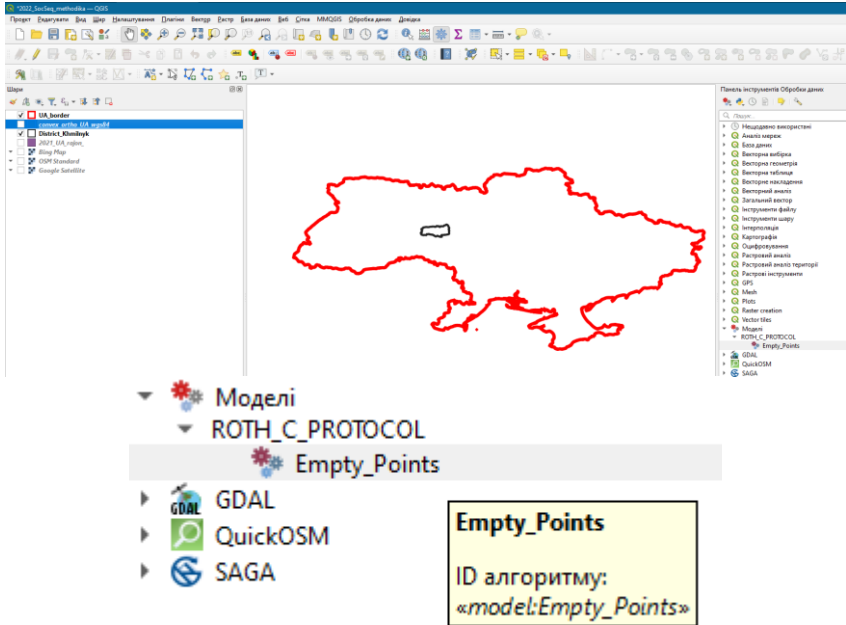 *2022_SocSeq_methodika — QGIS
Проект Редагувати Вид Шар Налаштування Плагіни Вектор Растр База даних Веб Сітка MMQGIS Обробка даних Довідка
Шари
UA_border
District_Khmilnyk
2021_UA_rajon_
Bing Map
OSM Standard
Google Satellite
Панель інструментів Обробки даних
Пошук…
Нещодавно використані
Аналіз мереж
База даних
Векторна вибірка
Векторна геометрія
Векторна таблиця
Векторне накладення
Векторний аналіз
Загальний вектор
Інструменти файлу
Інструменти шару
Інтерполяція
Картографія
Оцифровування
Растровий аналіз
Растровий аналіз території
Растрові інструменти
GPS
Mesh
Plots
Raster creation
Vector tiles
Моделі
ROTH_C_PROTOCOL
Empty_Points
GDAL
QuickOSM
SAGA
Моделі
ROTH_C_PROTOCOL
Empty_Points
GDAL
QuickOSM
SAGA
Empty_Points
ID алгоритму:
«model:Empty_Points»